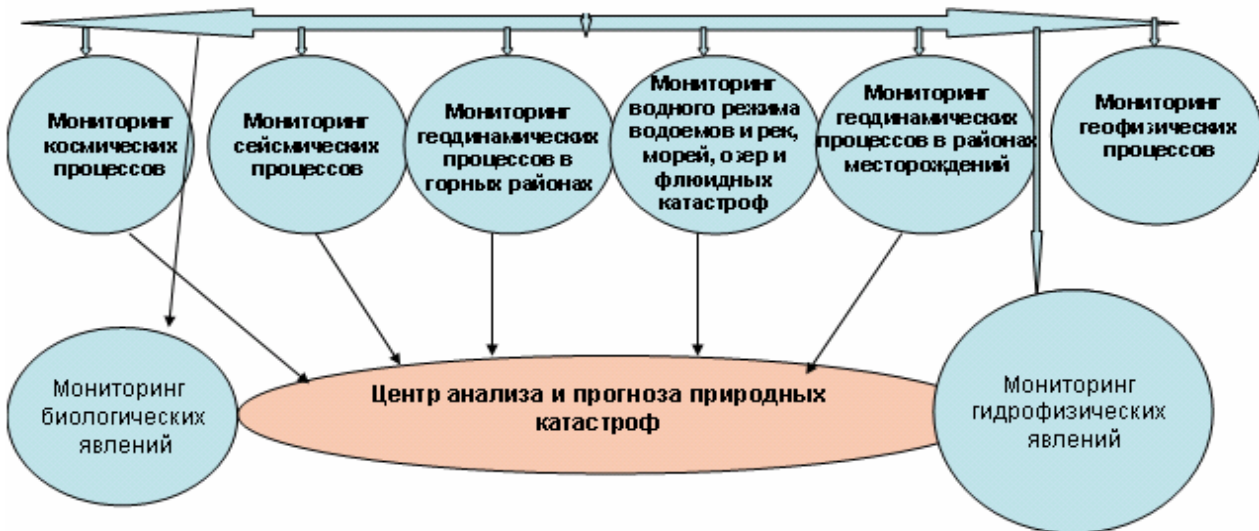 Мониторинг
космических
процессов
Мониторинг
сейсмических
процессов
Мониторинг
геодинамических
процессов в
горных районах
Мониторинг
водного режима
водоемов и рек,
морей, озер и
флюидных
катастроф
Мониторинг
геодинамических
процессов в районах
месторождений
Мониторинг
геофизических
процессов
Мониторинг
биологических
явлений
Центр анализа и прогноза природных
катастроф
Мониторинг
гидрофизических
явлений